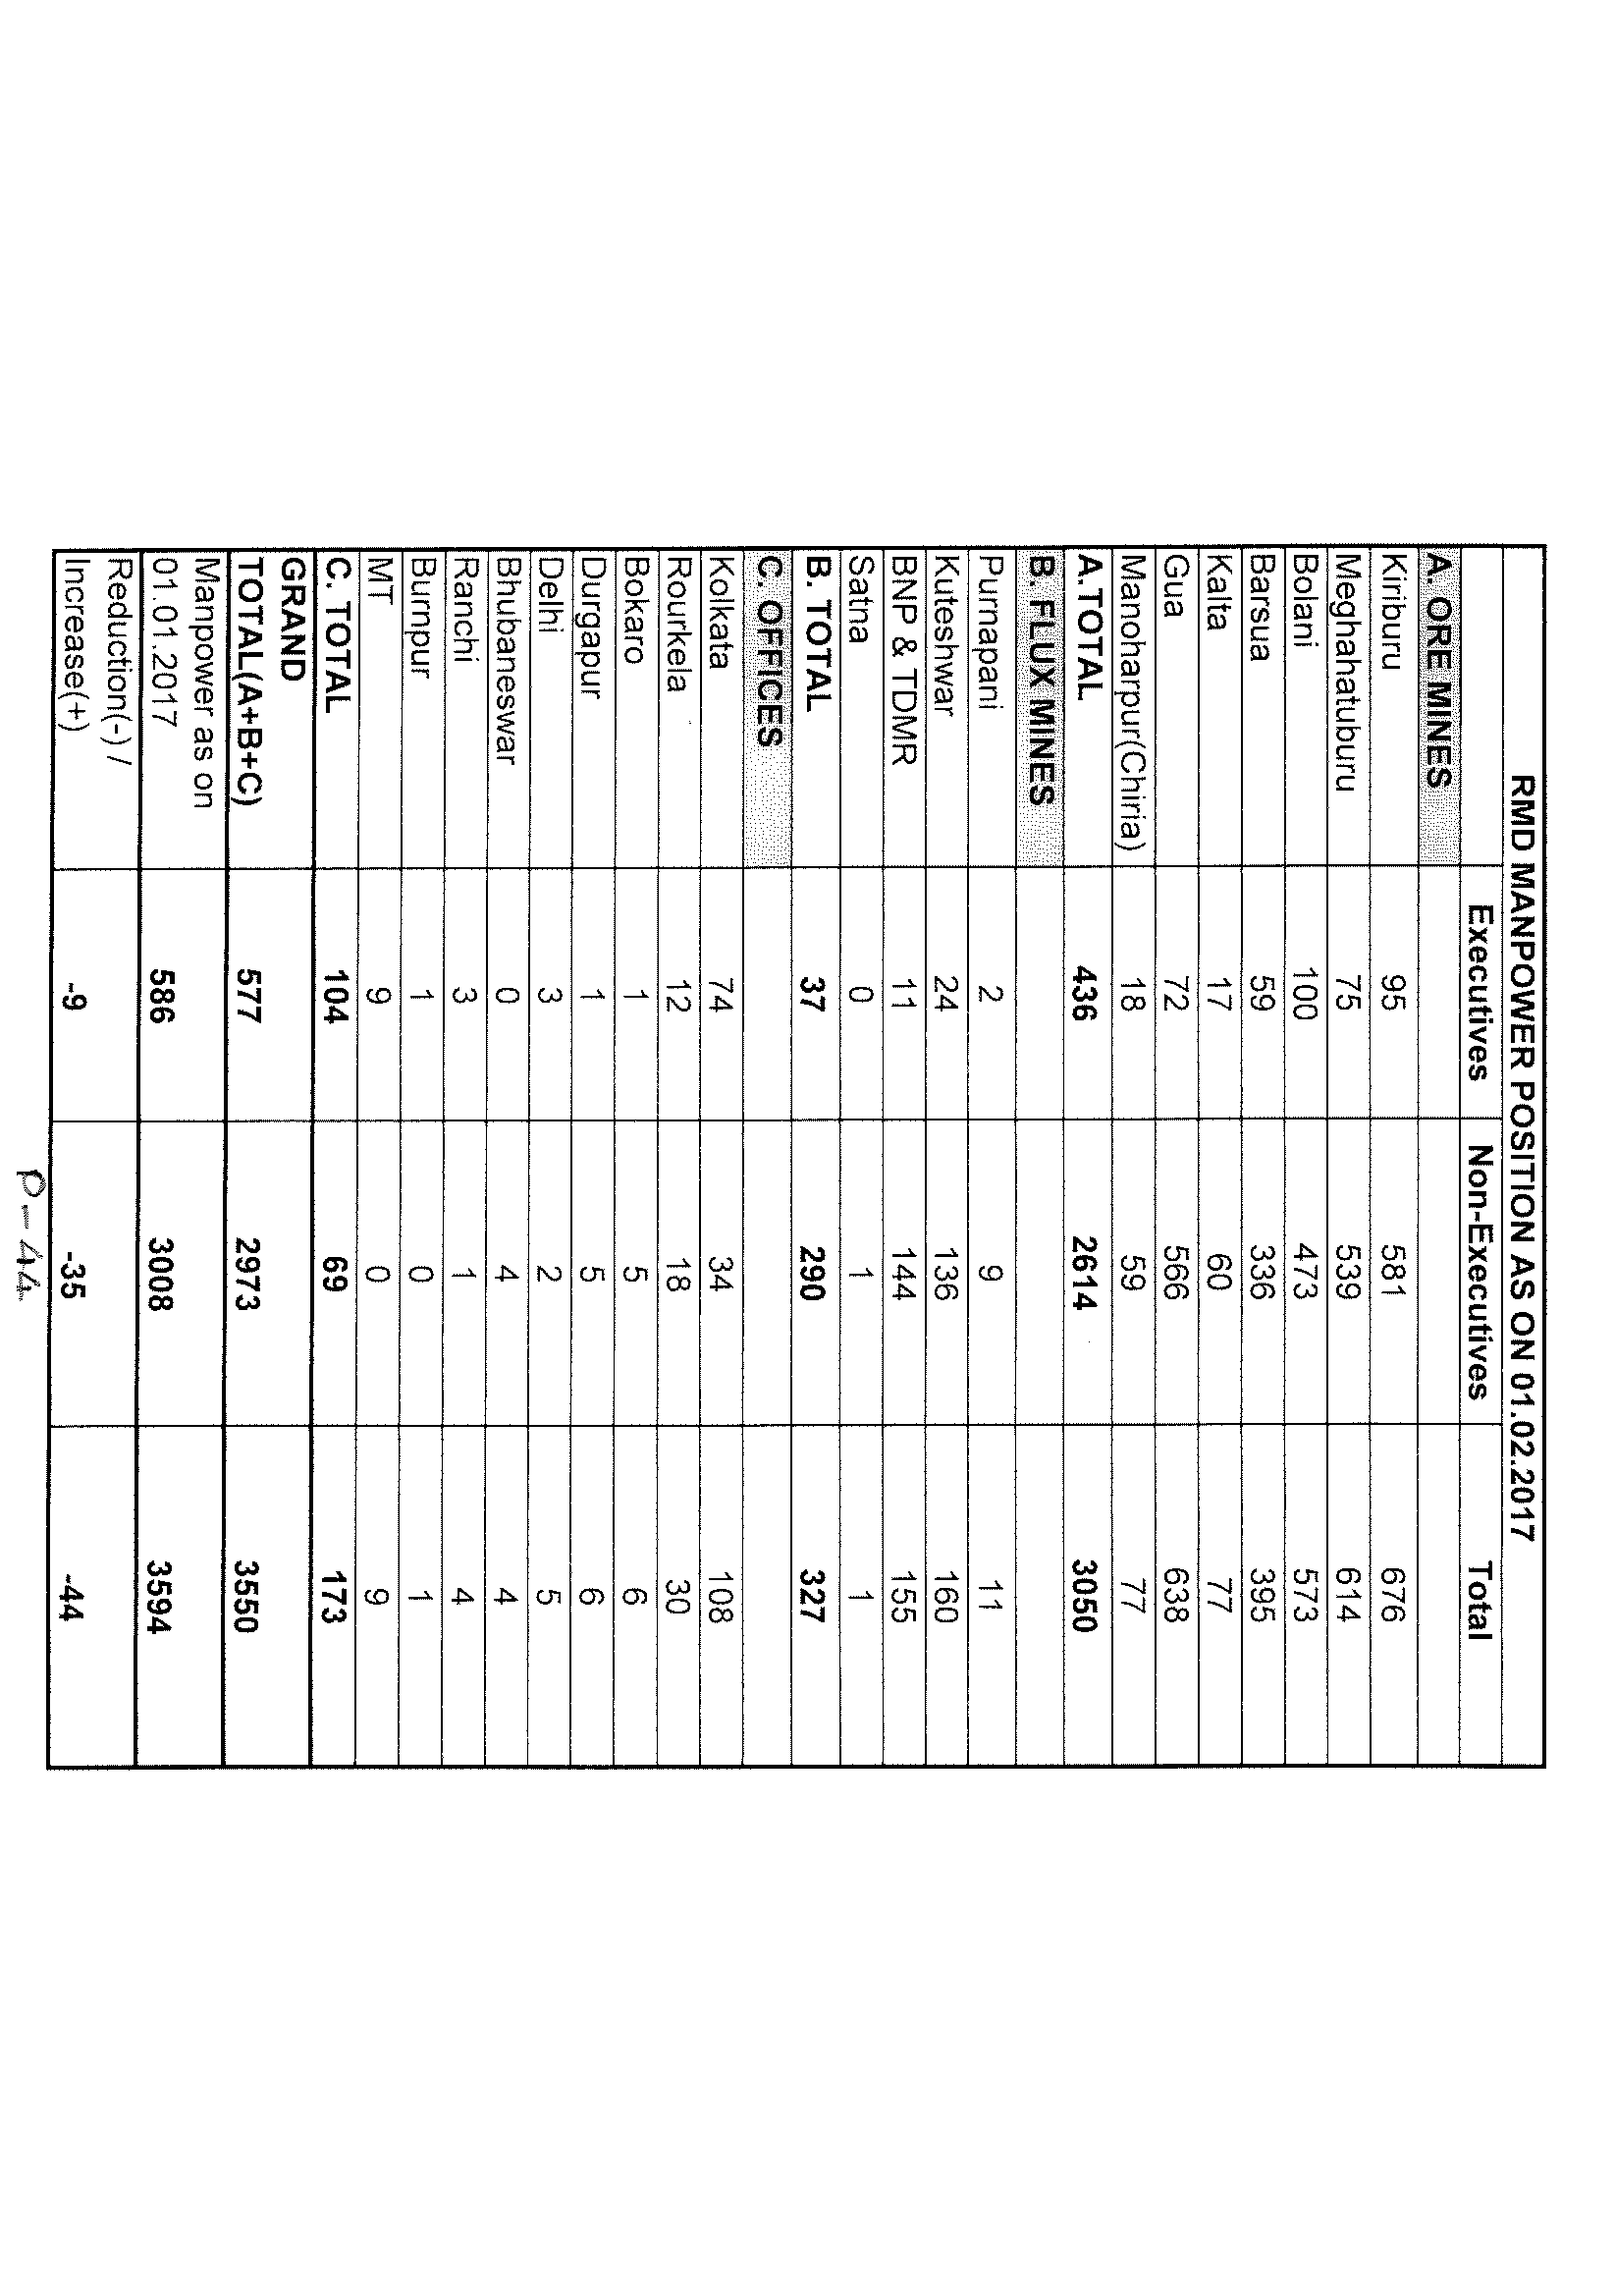 RMD MANPOWER POSITION AS ON 01.02.2017
Executives Non-Executives Total
A. ORE MINES
Kiriburu 95 581 676
Meghahatuburu 75 539 614
Bolani 100 473 573
Barsua 59 336 395
Kalta 17 60 77
Gua 72 566 638
Manoharpur(Chiria) 18 59 77
A.TOTAL 436 2614 3050
B. FLUX MINES
Purnapani 2 9 11
Kuteshwar 24 136 160
BNP & TDMR 11 144 155
Satna 0 1 1
B. TOTAL 37 290 327
C. OFFICES
Kolkata 74 34 108
Rourkela 12 18 30
Bokaro 1 5 6
Durgapur 1 5 6
Delhi 3 2 5
Bhubaneswar 0 4 4
Ranchi 3 1 4
Burnpur 1 0 1
MT 9 0 9
C. TOTAL 104 69 173
GRAND
TOTAL(A+B+C) 577 2973 3550
Manpower as on
01.01.2017 586 3008 3594
Reduction(-) /
Increase(+) -9 -35 -44
P-44